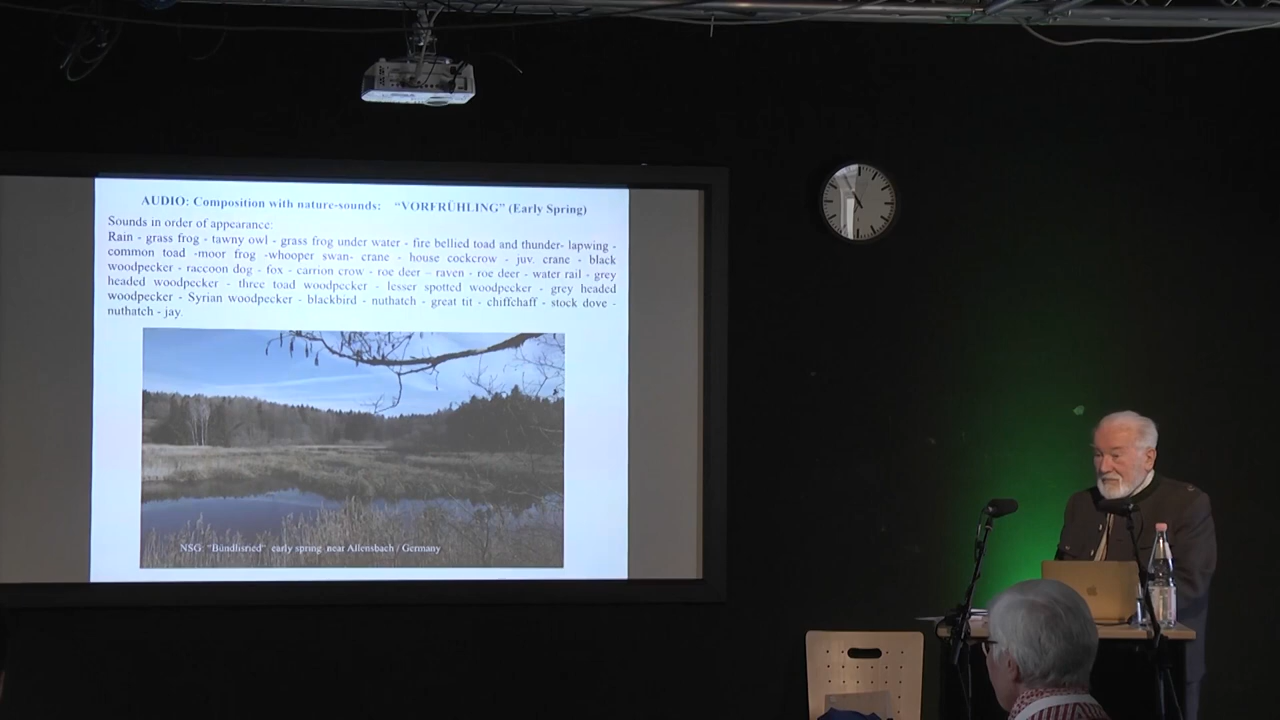 AUDIO: Composition with nature-sounds: “VORFRÜHLING” (Early Spring)
Sounds in order of appearance:
Rain - grass frog - tawny owl - grass frog under water - fire bellied toad and thunder- lapwing -
common toad -moor frog -whooper swan- crane - house cockcrow - juv. crane - black
woodpecker - raccoon dog - fox - carrion crow - roe deer – raven - roe deer - water rail - grey
headed woodpecker - three toad woodpecker - lesser spotted woodpecker - grey headed
woodpecker - Syrian woodpecker - blackbird - nuthatch - great tit - chiffchaff - stock dove -
nuthatch - jay.
NSG "Bündlisried" early spring near Allensbach / Germany